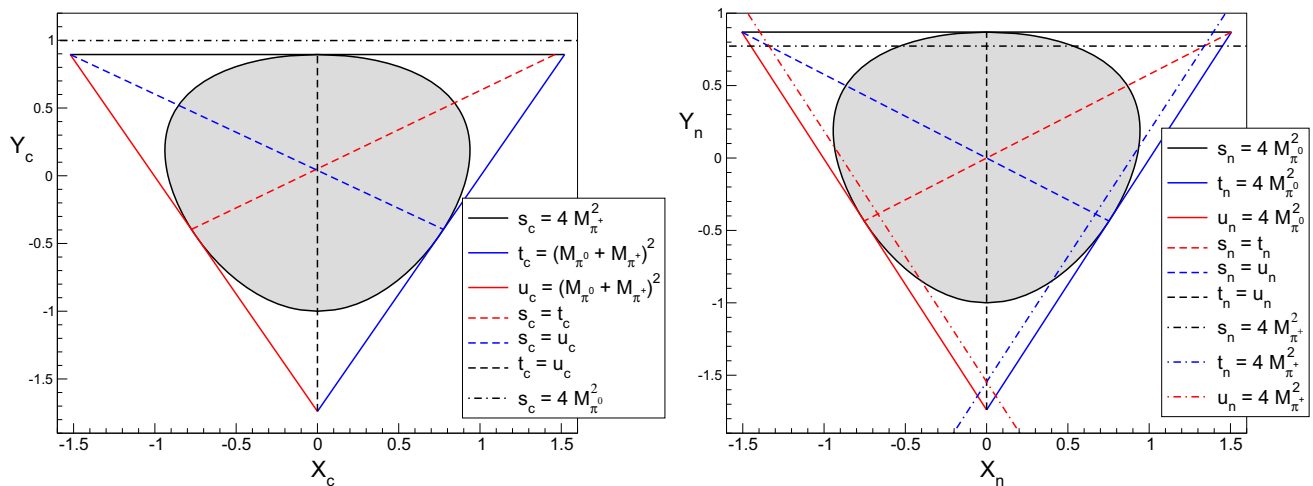 1
0.5
0
-0.5
-1
-1.5
Y_c
-1.5 -1 -0.5 0 0.5 1 1.5
X_c
s_c = 4 M_{π^+}^2
t_c = (M_{π^0} + M_{π^+})^2
u_c = (M_{π^0} + M_{π^+})^2
s_c = t_c
s_c = u_c
t_c = u_c
s_c = 4 M_{π^0}^2
1
0.5
0
-0.5
-1
-1.5
Y_n
-1.5 -1 -0.5 0 0.5 1 1.5
X_n
s_n = 4 M_{π^0}^2
t_n = 4 M_{π^0}^2
u_n = 4 M_{π^0}^2
s_n = t_n
s_n = u_n
t_n = u_n
s_n = 4 M_{π^+}^2
t_n = 4 M_{π^+}^2
u_n = 4 M_{π^+}^2